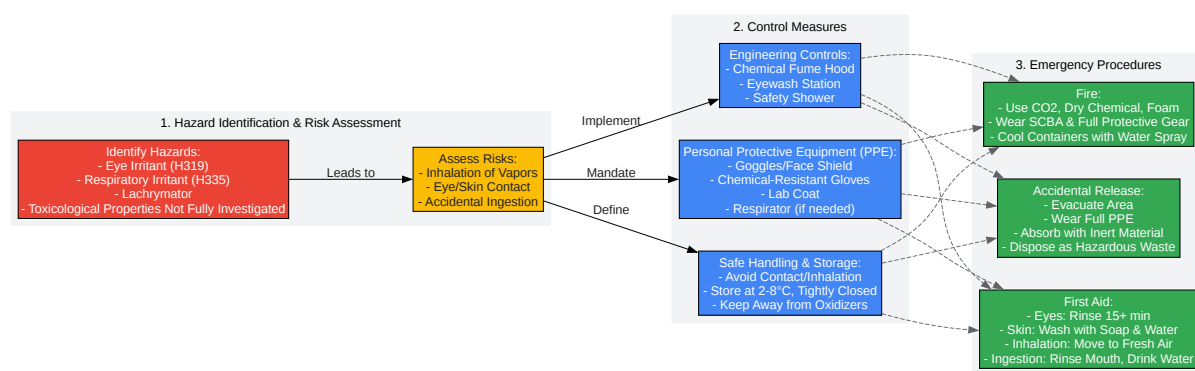 1. Hazard Identification & Risk Assessment
Identify Hazards:
- Eye Irritant (H319)
- Respiratory Irritant (H335)
- Lachrymator
- Toxicological Properties Not Fully Investigated
Leads to
Assess Risks:
- Inhalation of Vapors
- Eye/Skin Contact
- Accidental Ingestion
Implement
Mandate
Define
2. Control Measures
Engineering Controls:
- Chemical Fume Hood
- Eyewash Station
- Safety Shower
Personal Protective Equipment (PPE):
- Goggles/Face Shield
- Chemical-Resistant Gloves
- Lab Coat
- Respirator (if needed)
Safe Handling & Storage:
- Avoid Contact/Inhalation
- Store at 2-8°C, Tightly Closed
- Keep Away from Oxidizers
3. Emergency Procedures
Fire:
- Use CO2, Dry Chemical, Foam
- Wear SCBA & Full Protective Gear
- Cool Containers with Water Spray
Accidental Release:
- Evacuate Area
- Wear Full PPE
- Absorb with Inert Material
- Dispose as Hazardous Waste
First Aid:
- Eyes: Rinse 15+ min
- Skin: Wash with Soap & Water
- Inhalation: Move to Fresh Air
- Ingestion: Rinse Mouth, Drink Water